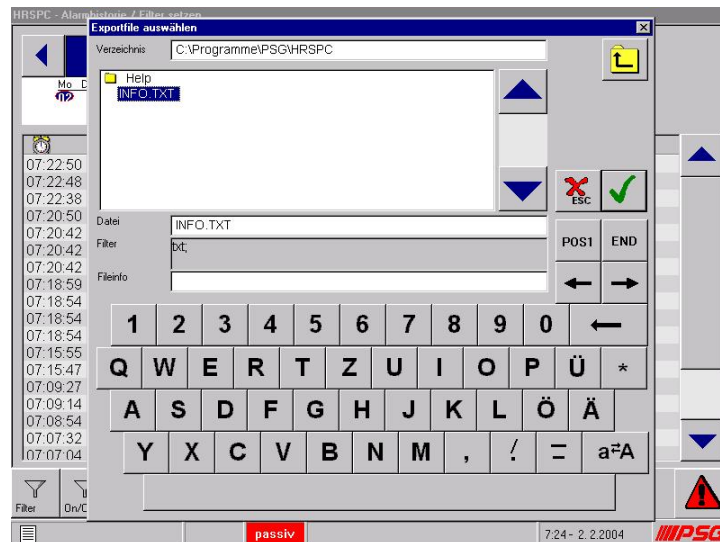 HRSPC - Alarmhistorie / Filter setzen
Exportfile auswählen
Verzeichnis C:\Programme\PSG\HRSPC
Help
INFO.TXT
Mo D
02
ESC
Datei INFO.TXT
Filter txt;
Fileinfo
POS1 END
07:22:50
07:22:48
07:22:38
07:20:50
07:20:42
07:20:42
07:20:42
07:18:59
07:18:54
07:18:54
07:18:54
07:15:55
07:15:47
07:09:27
07:09:14
07:08:54
07:07:32
07:07:04
1 2 3 4 5 6 7 8 9 0
Q W E R T Z U I O P Ü *
A S D F G H J K L Ö Ä
Y X C V B N M , a⇄A
Filter On/C
passiv 7:24 - 2. 2.2004 PSG